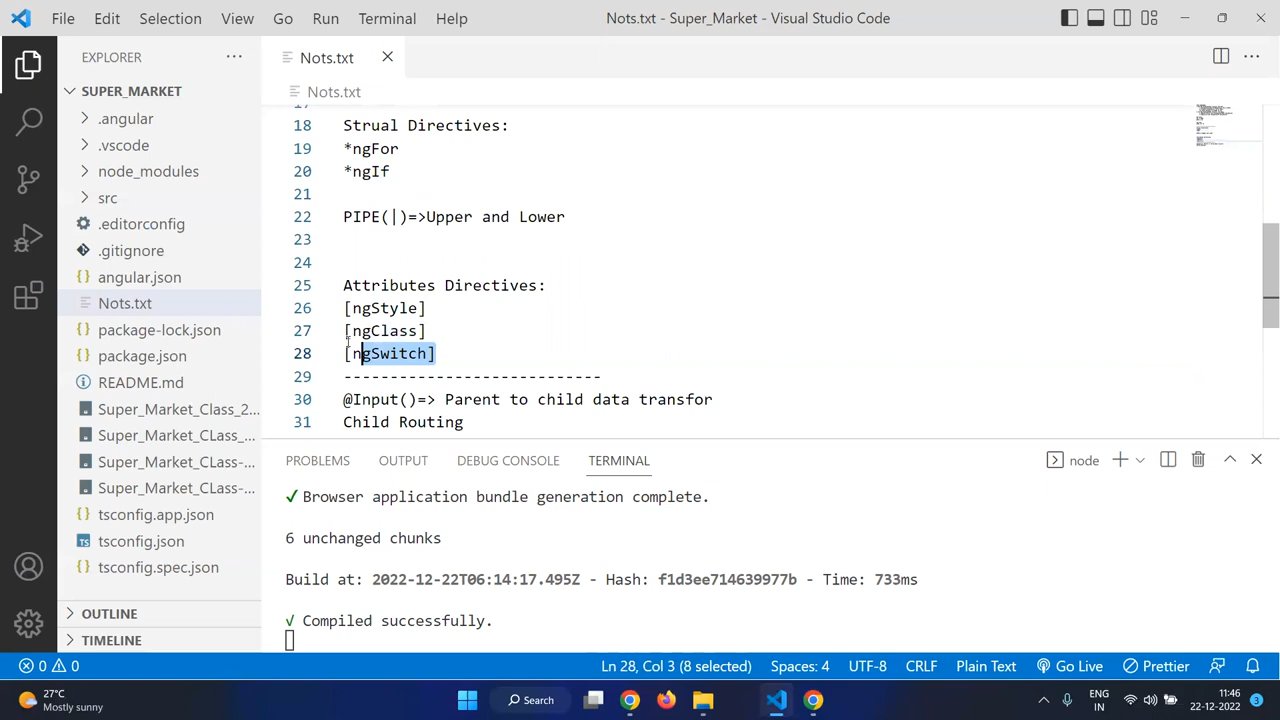 File Edit Selection View Go Run Terminal Help Nots.txt - Super_Market - Visual Studio Code
EXPLORER
SUPER_MARKET
.angular
.vscode
node_modules
src
.editorconfig
.gitignore
angular.json
Nots.txt
package-lock.json
package.json
README.md
Super_Market_Class_2...
Super_Market_CLass_...
Super_Market_CLass-...
Super_Market_CLass-...
tsconfig.app.json
tsconfig.json
tsconfig.spec.json
OUTLINE
TIMELINE
Nots.txt
Nots.txt
17
18 Strual Directives:
19 *ngFor
20 *ngIf
21
22 PIPE(|)=>Upper and Lower
23
24
25 Attributes Directives:
26 [ngStyle]
27 [ngClass]
28 [ngSwitch]
29 ----------------------------
30 @Input()=> Parent to child data transfor
31 Child Routing
PROBLEMS OUTPUT DEBUG CONSOLE TERMINAL node
✓ Browser application bundle generation complete.
6 unchanged chunks
Build at: 2022-12-22T06:14:17.495Z - Hash: f1d3ee714639977b - Time: 733ms
√ Compiled successfully.
0 0 Ln 28, Col 3 (8 selected) Spaces: 4 UTF-8 CRLF Plain Text Go Live Prettier
27°C
Mostly sunny
Search
ENG
IN
11:46
22-12-2022
3